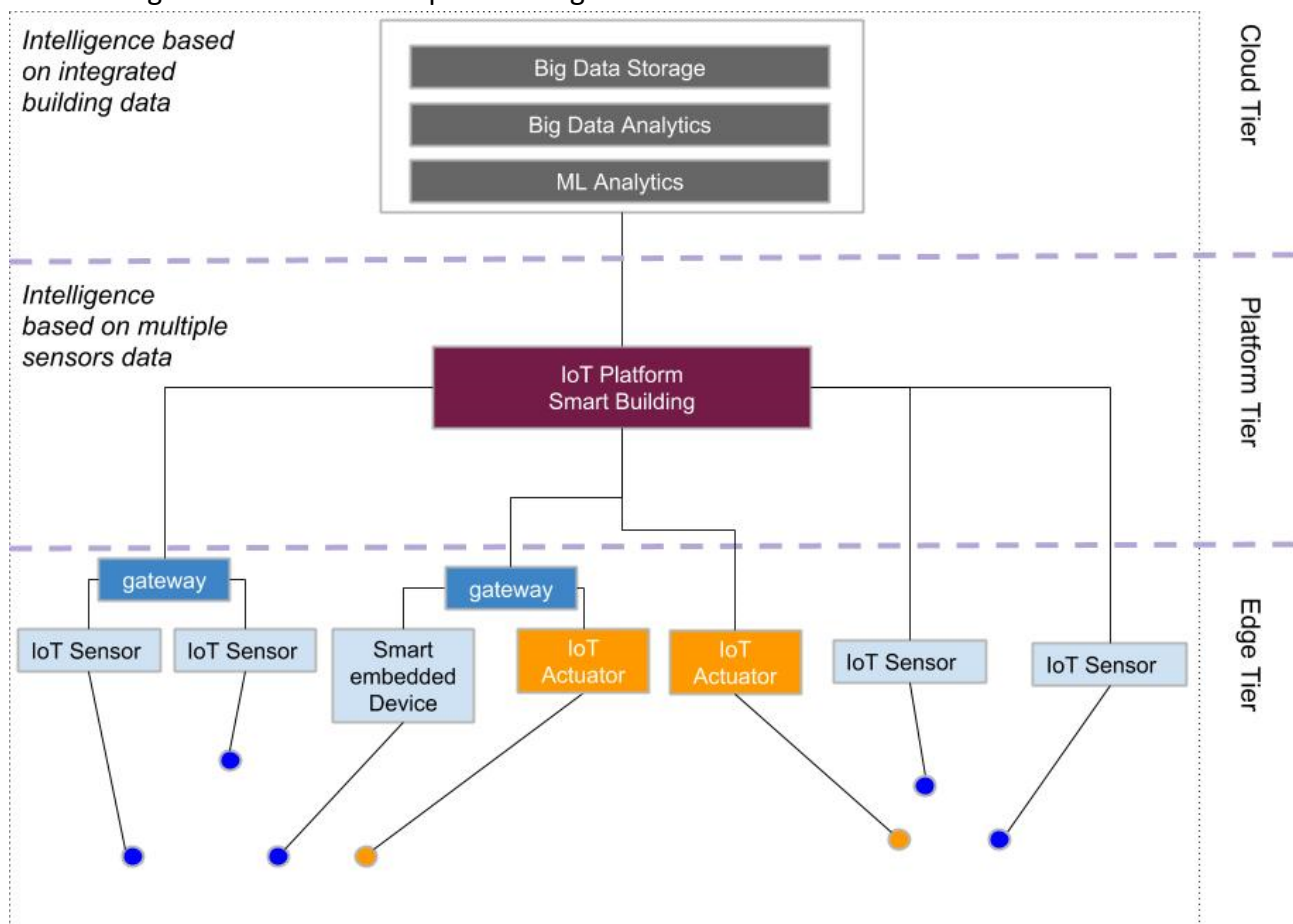 Intelligence based
on integrated
building data
Big Data Storage
Big Data Analytics
ML Analytics
Cloud Tier
Intelligence
based on multiple
sensors data
IoT Platform
Smart Building
Platform Tier
gateway
gateway
IoT Sensor
IoT Sensor
Smart
embedded
Device
IoT
Actuator
IoT
Actuator
IoT Sensor
IoT Sensor
Edge Tier